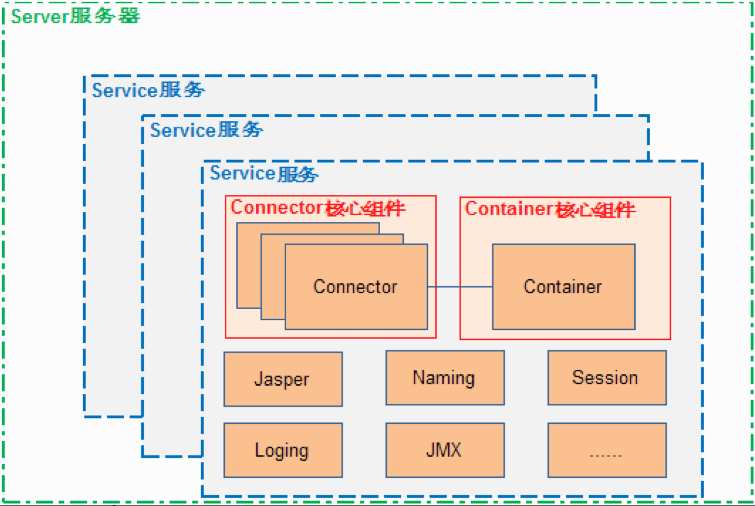 Server服务器
Service服务
Service服务
Service服务
Connector核心组件
Container核心组件
Connector
Container
Jasper
Naming
Session
Loging
JMX
......